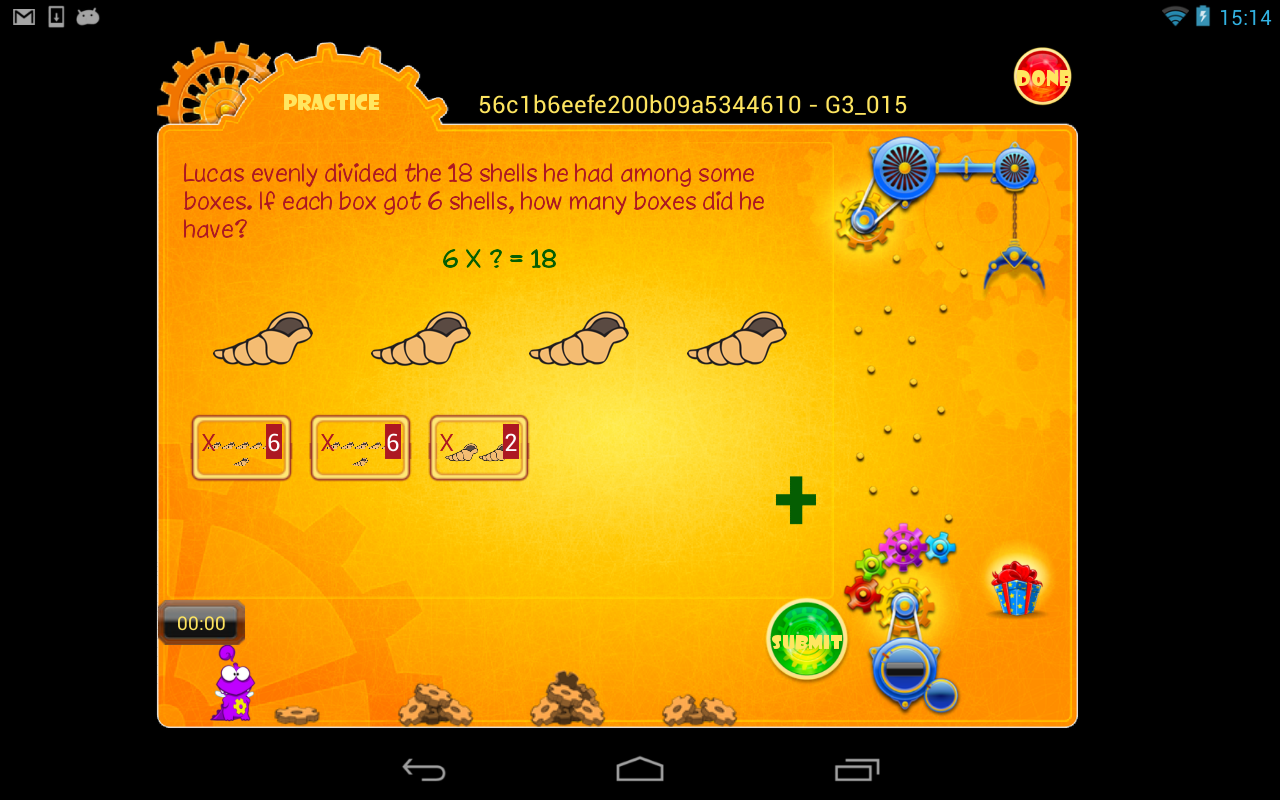 15:14
PRACTICE
56c1b6eefe200b09a5344610 - G3_015
DONE
Lucas evenly divided the 18 shells he had among some
boxes. If each box got 6 shells, how many boxes did he
have?
6 X ? = 18
X 6
X 6
X 2
00:00
SUBMIT